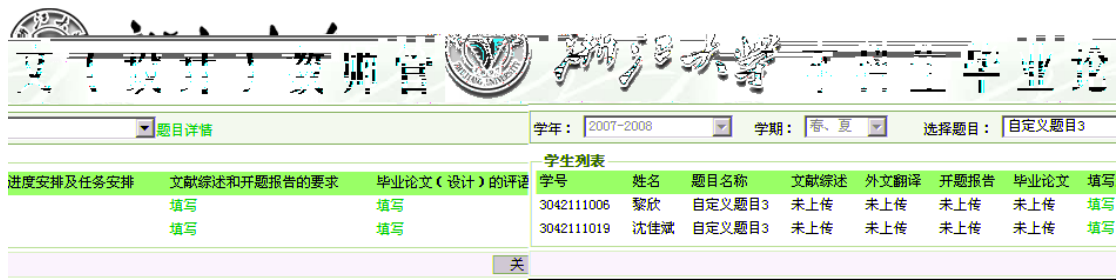 浙江大学
题目详情
学年： 2007-2008 学期： 春、夏 选择题目： 自定义题目3
学生列表
进度安排及任务安排 文献综述和开题报告的要求 毕业论文（设计）的评语
学号 姓名 题目名称 文献综述 外文翻译 开题报告 毕业论文 填写
填写 填写
3042111006 黎欣 自定义题目3 未上传 未上传 未上传 未上传 填写
填写 填写
3042111019 沈佳斌 自定义题目3 未上传 未上传 未上传 未上传 填写
关